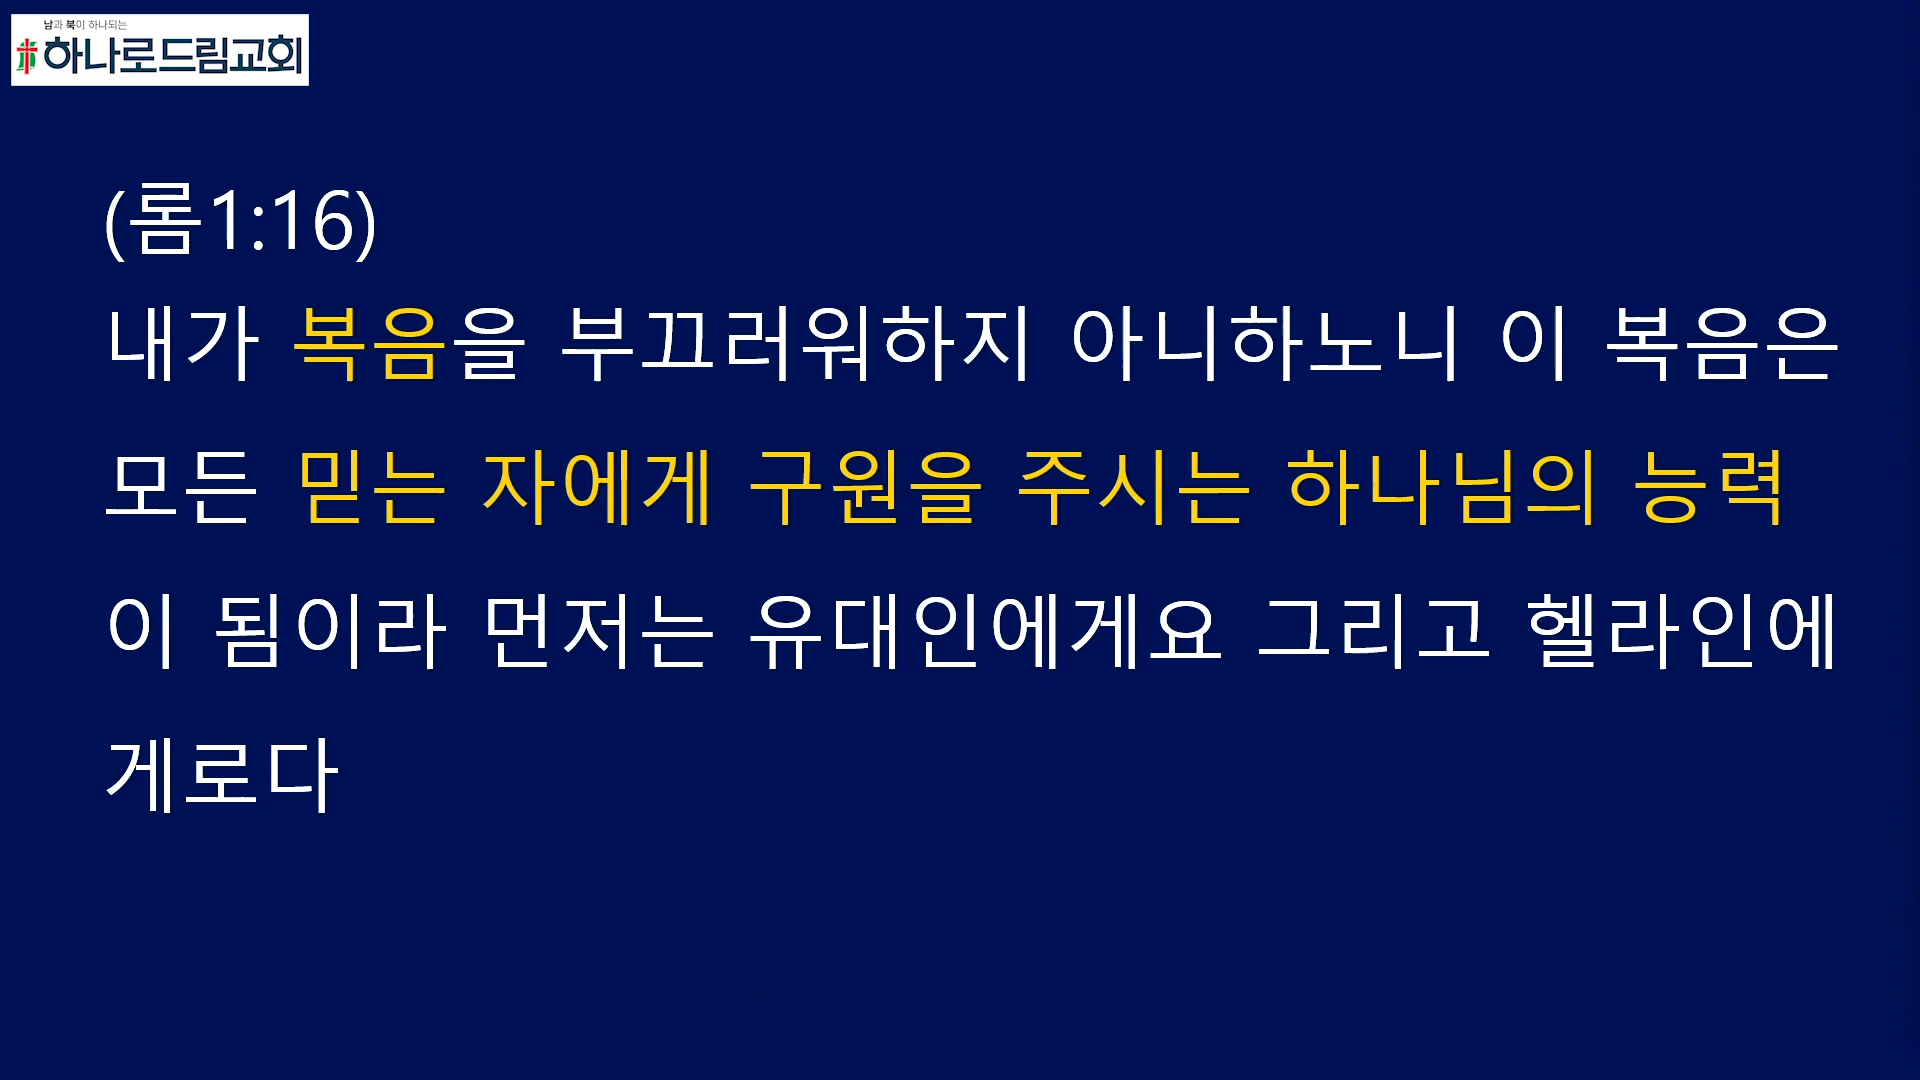 남과 북이 하나되는
하나로드림교회
(롬1:16)
내가 복음을 부끄러워하지 아니하노니 이 복음은
모든 믿는 자에게 구원을 주시는 하나님의 능력
이 됨이라 먼저는 유대인에게요 그리고 헬라인에
게로다